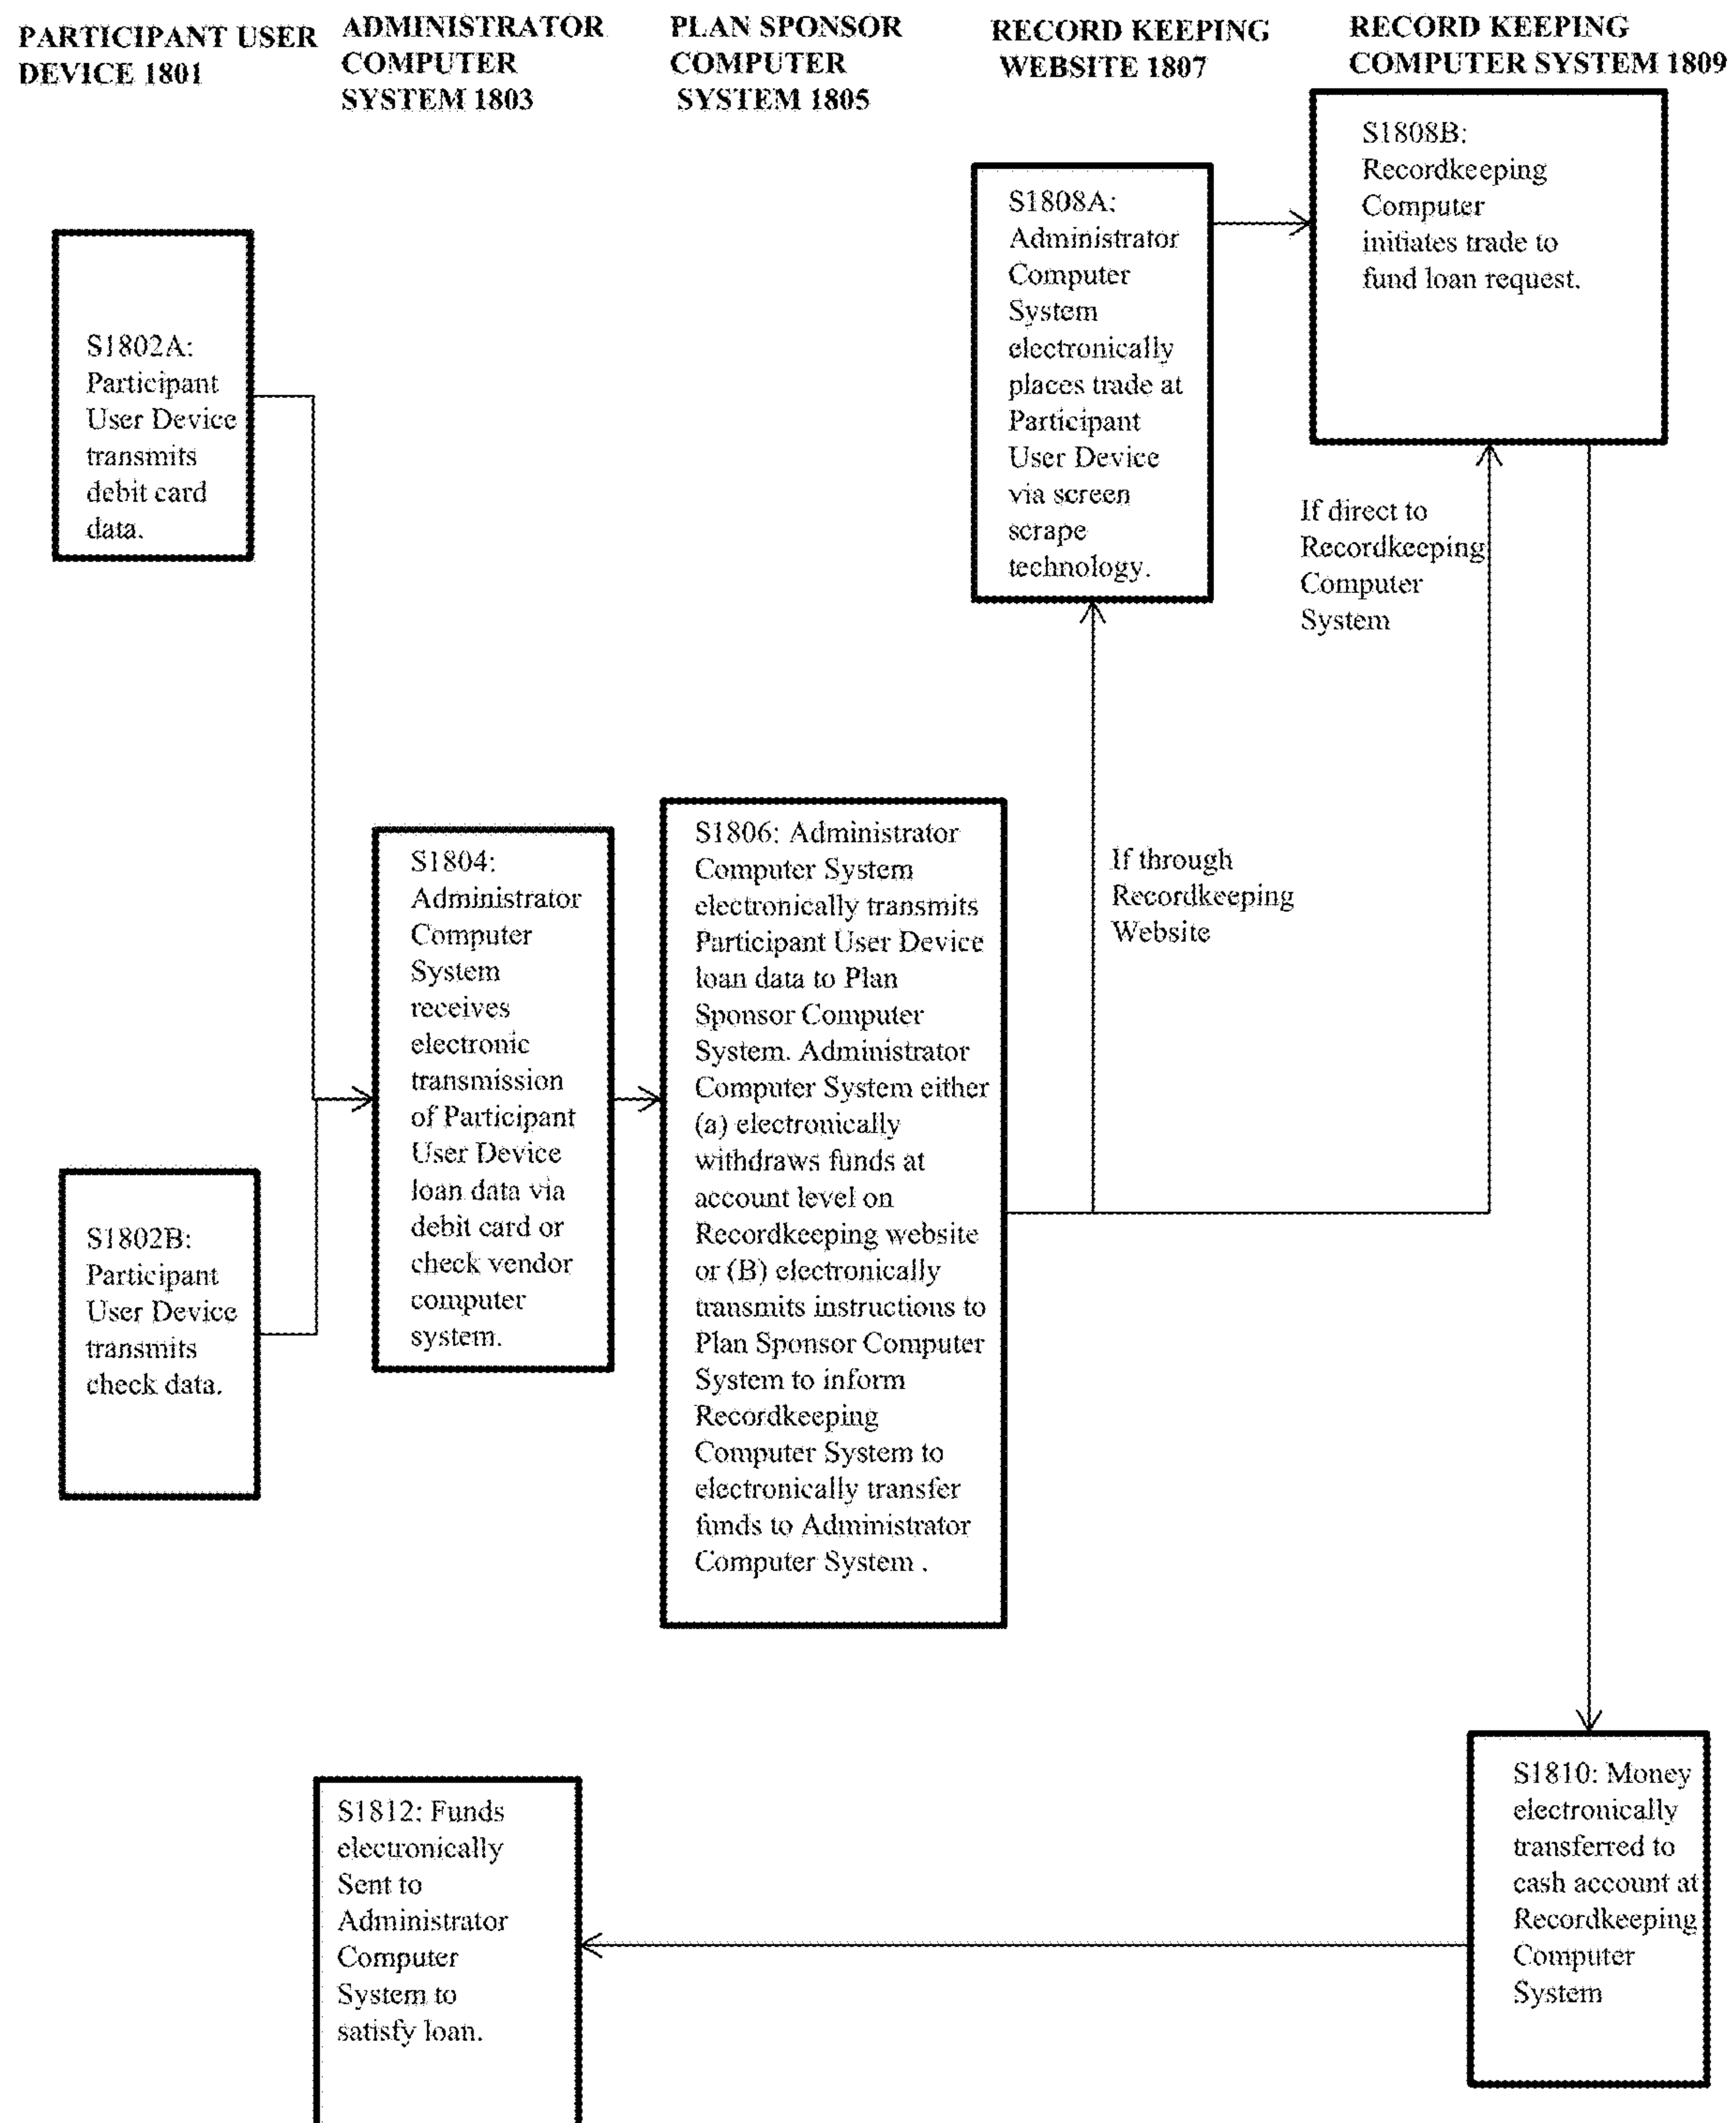 PARTICIPANT USER
DEVICE 1801
ADMINISTRATOR
COMPUTER
SYSTEM 1803
PLAN SPONSOR
COMPUTER
SYSTEM 1805
RECORD KEEPING
WEBSITE 1807
RECORD KEEPING
COMPUTER SYSTEM 1809
S1802A:
Participant
User Device
transmits
debit card
data.
S1802B:
Participant
User Device
transmits
check data.
S1804:
Administrator
Computer
System
receives
electronic
transmission
of Participant
User Device
loan data via
debit card or
check vendor
computer
system.
S1806: Administrator
Computer System
electronically transmits
Participant User Device
loan data to Plan
Sponsor Computer
System. Administrator
Computer System either
(a) electronically
withdraws funds at
account level on
Recordkeeping website
or (B) electronically
transmits instructions to
Plan Sponsor Computer
System to inform
Recordkeeping
Computer System to
electronically transfer
funds to Administrator
Computer System .
If through
Recordkeeping
Website
S1808A:
Administrator
Computer
System
electronically
places trade at
Participant
User Device
via screen
scrape
technology.
If direct to
Recordkeeping
Computer
System
S1808B:
Recordkeeping
Computer
initiates trade to
fund loan request.
S1810: Money
electronically
transferred to
cash account at
Recordkeeping
Computer
System
S1812: Funds
electronically
Sent to
Administrator
Computer
System to
satisfy loan.